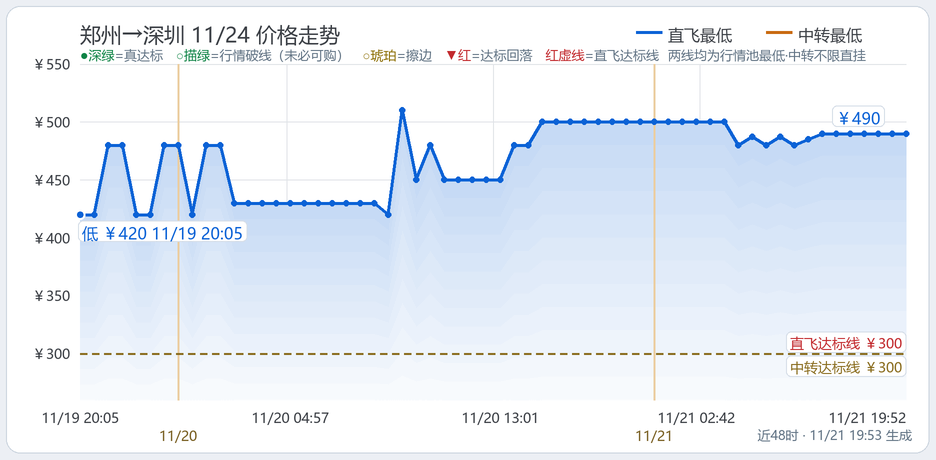 郑州→深圳 11/24 价格走势
直飞最低 中转最低
●深绿=真达标 ○描绿=行情破线（未必可购） ○琥珀=擦边 ▼红=达标回落 红虚线=直飞达标线 两线均为行情池最低·中转不限直挂
￥550
￥500
￥490
￥450
低 ￥420 11/19 20:05
￥400
￥350
直飞达标线 ￥300
￥300
中转达标线 ￥300
11/19 20:05 11/20 04:57 11/20 13:01 11/21 02:42 11/21 19:52
11/20 11/21 近48时 · 11/21 19:53 生成